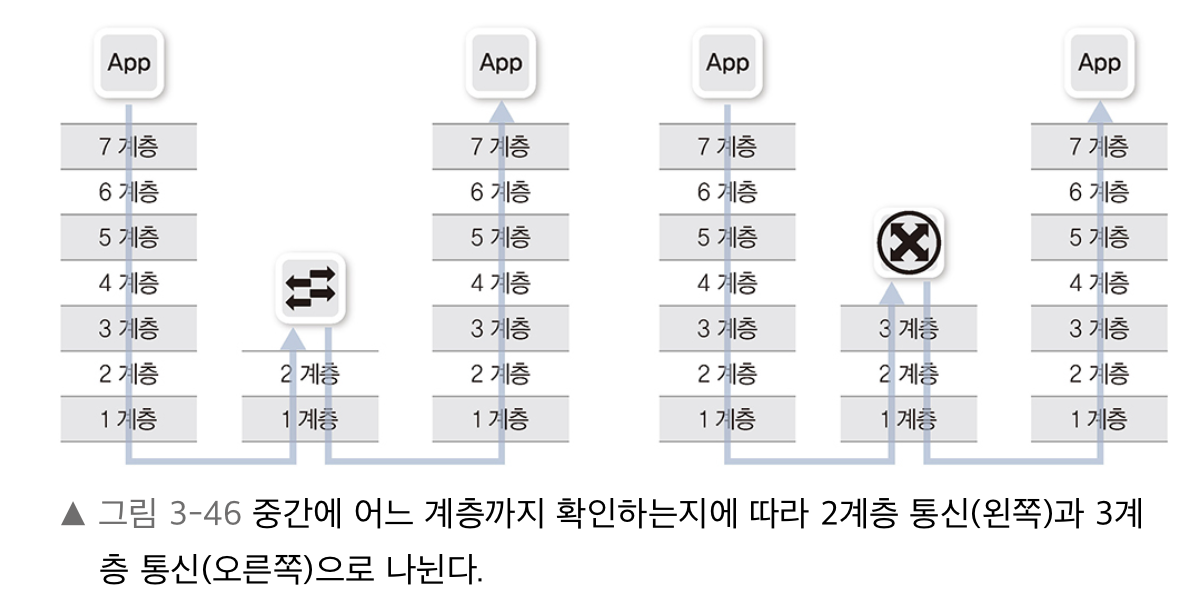 App App App App
7 계층 7 계층 7 계층 7 계층
6 계층 6 계층 6 계층 6 계층
5 계층 5 계층 5 계층 5 계층
4 계층 4 계층 4 계층 4 계층
3 계층 3 계층 3 계층 3 계층 3 계층
2 계층 2 계층 2 계층 2 계층 2 계층 2 계층
1 계층 1 계층 1 계층 1 계층 1 계층 1 계층
▲ 그림 3-46 중간에 어느 계층까지 확인하는지에 따라 2계층 통신(왼쪽)과 3계
층 통신(오른쪽)으로 나뉜다.